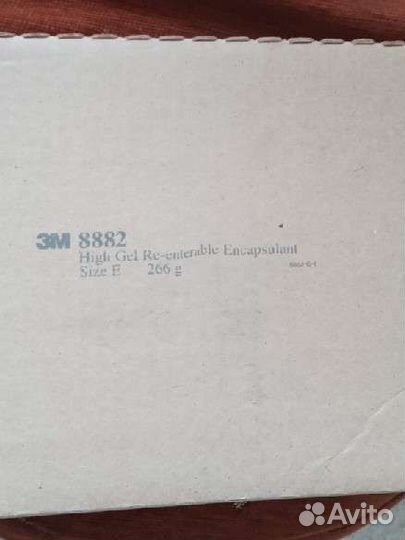 3M 8882
High Gel Re-enterable Encapsulant
Size E 266 g
Avito